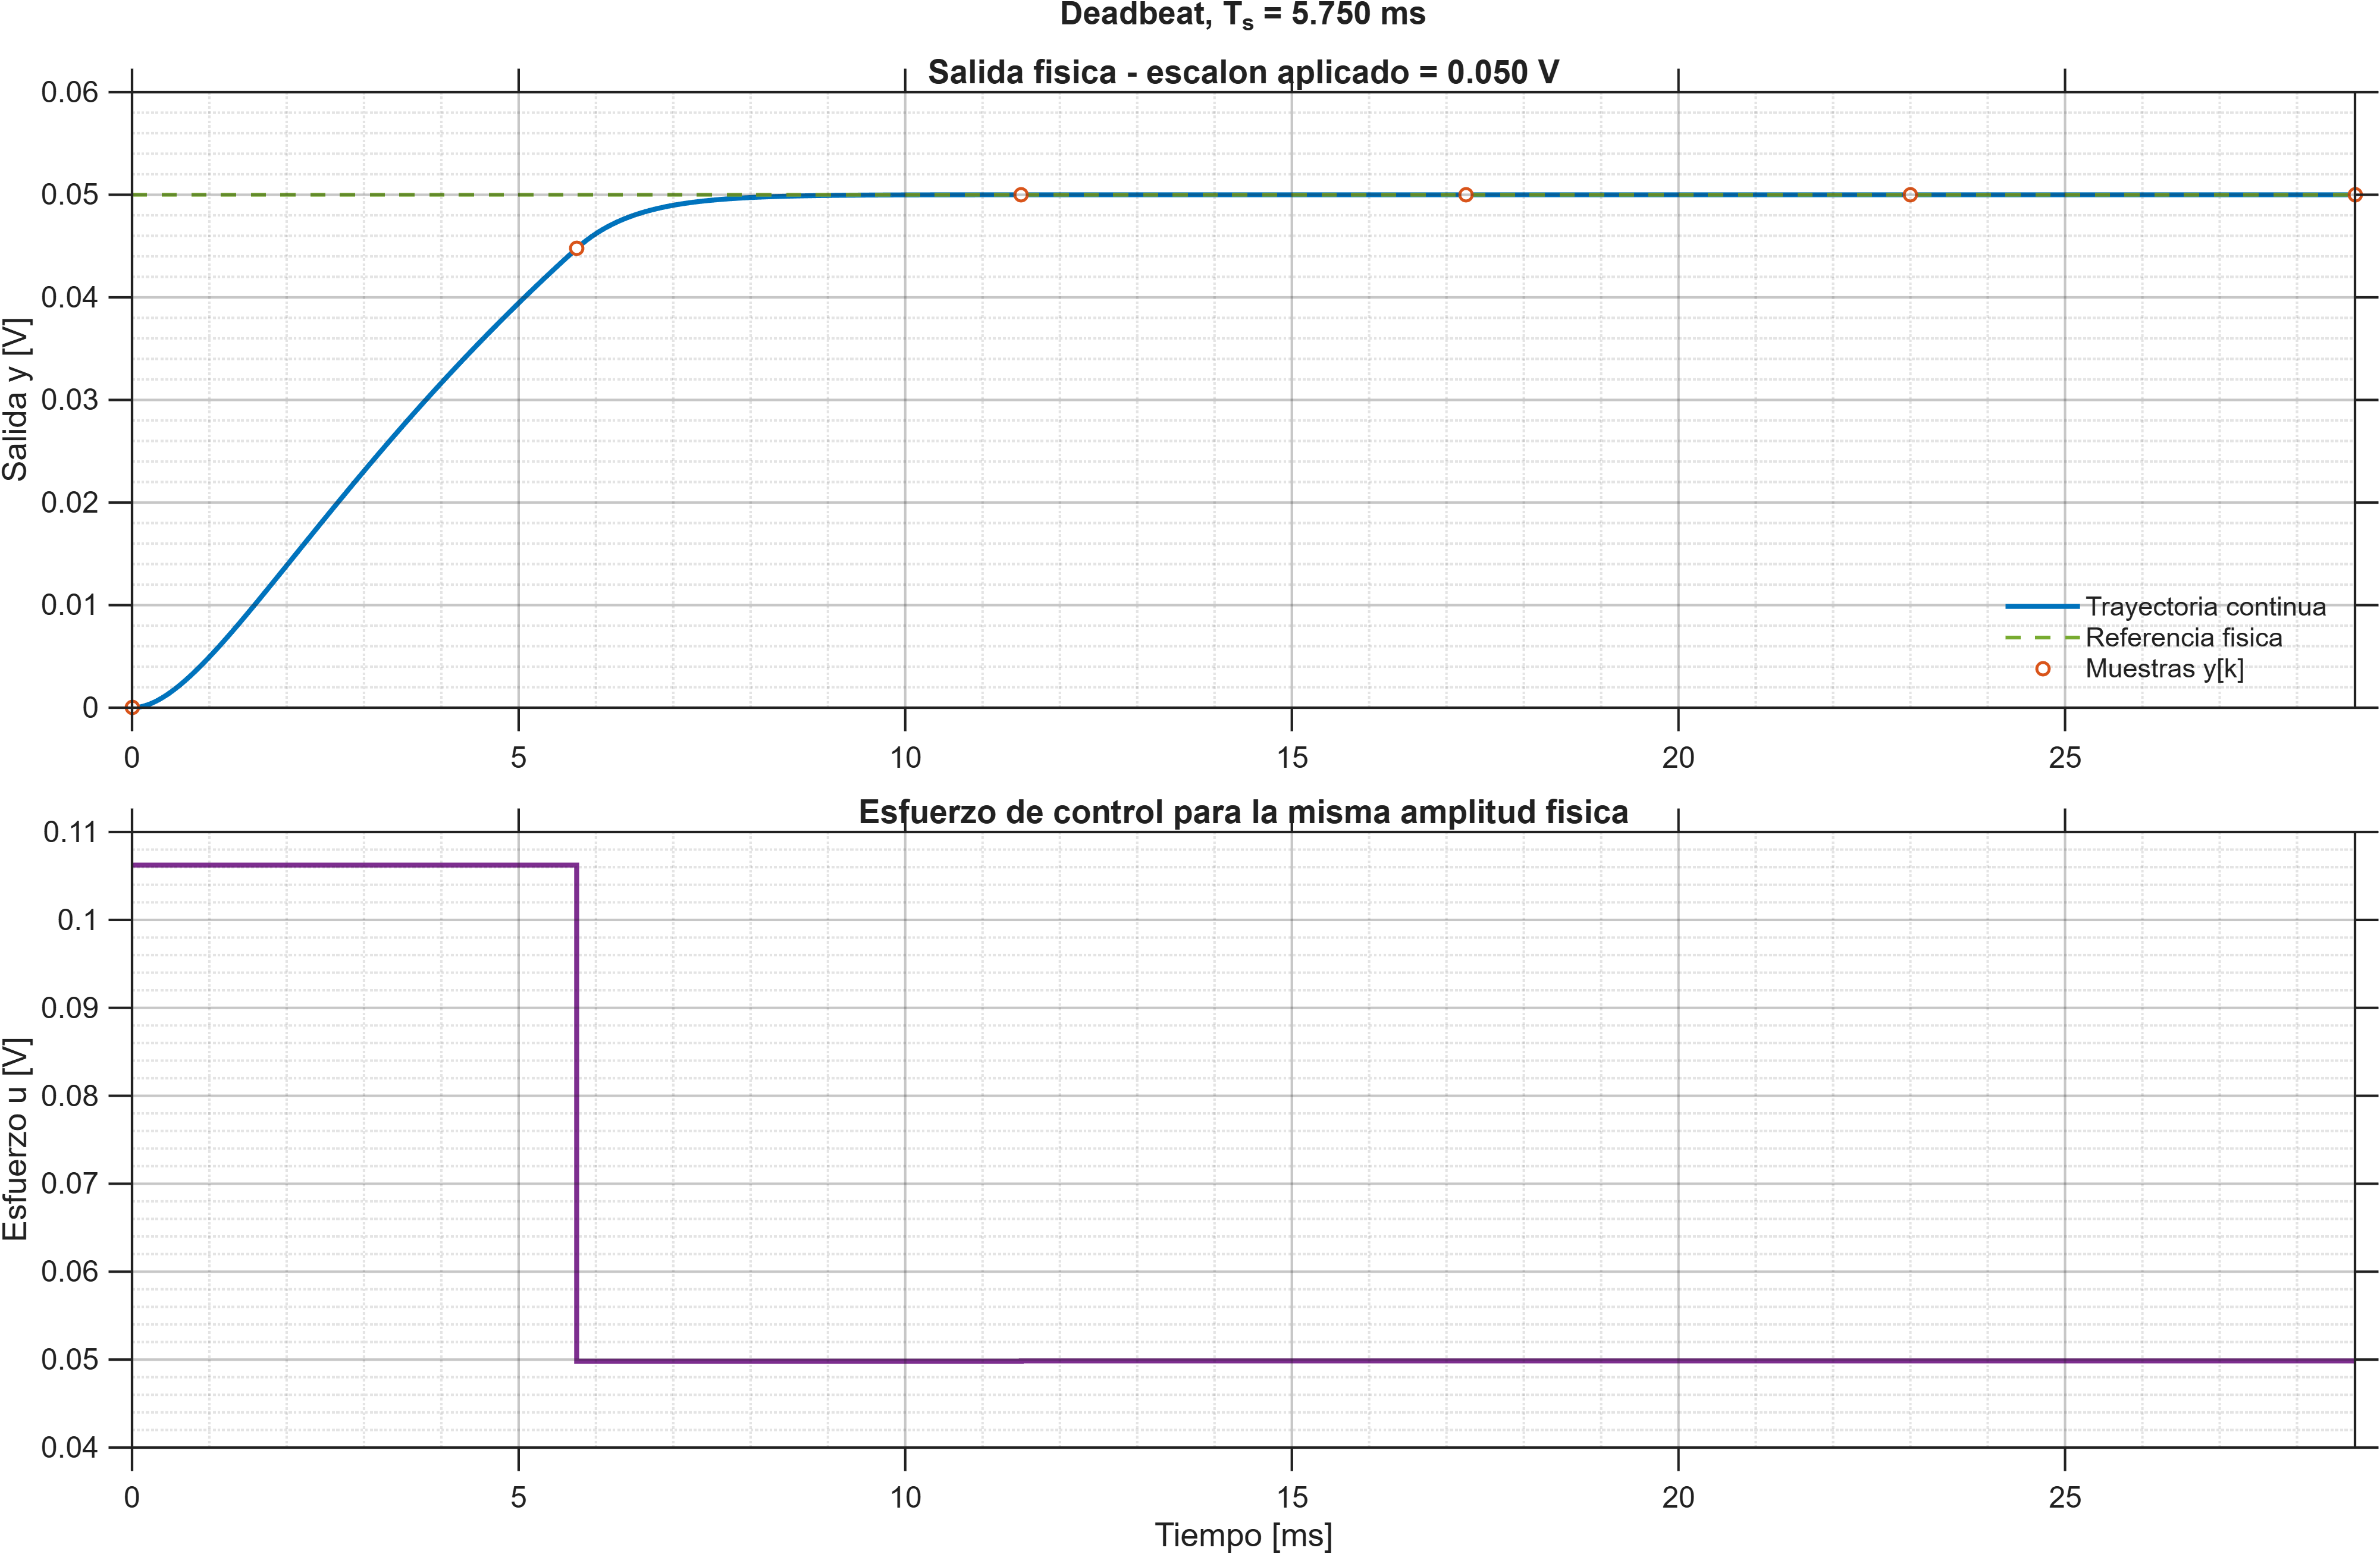 Deadbeat, Ts = 5.750 ms
Salida fisica - escalon aplicado = 0.050 V
0.06
0.05
0.04
0.03
0.02
0.01
0
Salida y [V]
Trayectoria continua
Referencia fisica
Muestras y[k]
0 5 10 15 20 25
Esfuerzo de control para la misma amplitud fisica
0.11
0.1
0.09
0.08
0.07
0.06
0.05
0.04
Esfuerzo u [V]
0 5 10 15 20 25
Tiempo [ms]